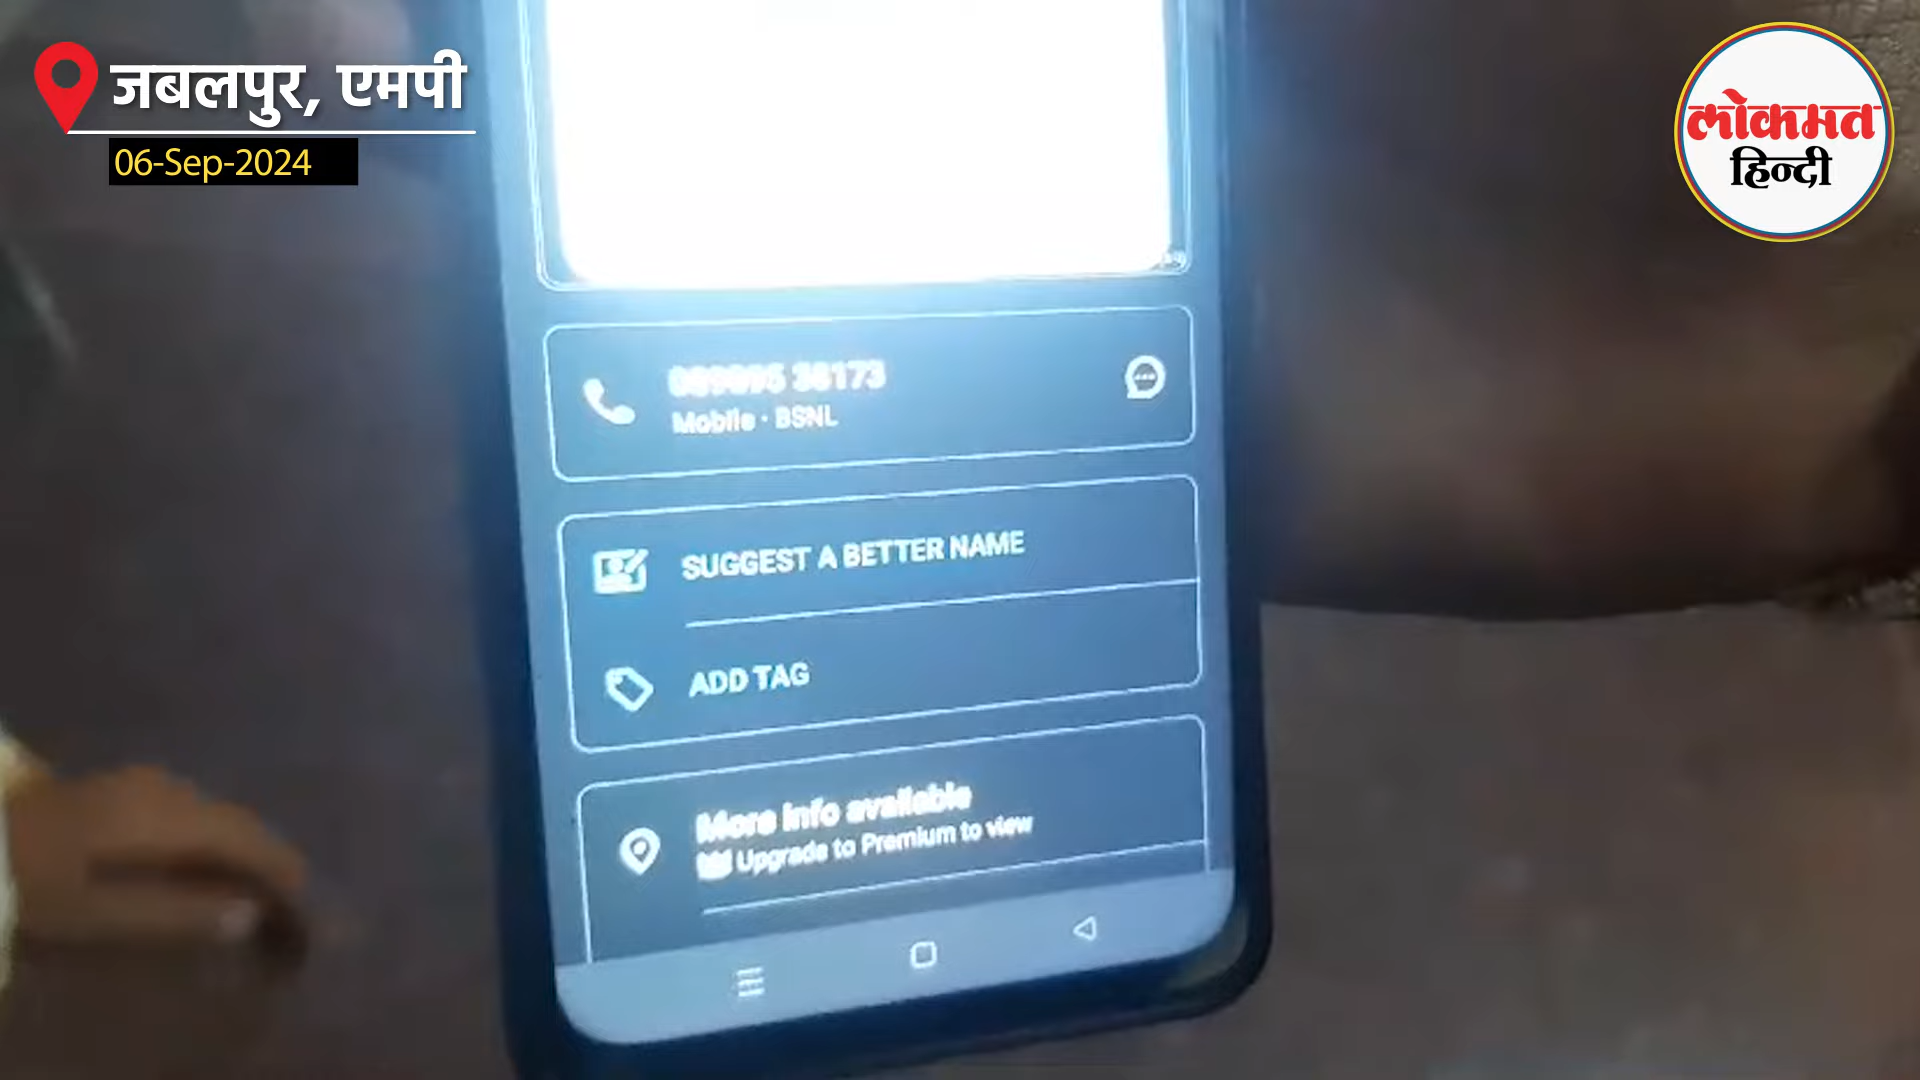 जबलपुर, एमपी
06-Sep-2024
लोकमत
हिन्दी
38173
Mobile · BSNL
SUGGEST A BETTER NAME
ADD TAG
More info available
Upgrade to Premium to view